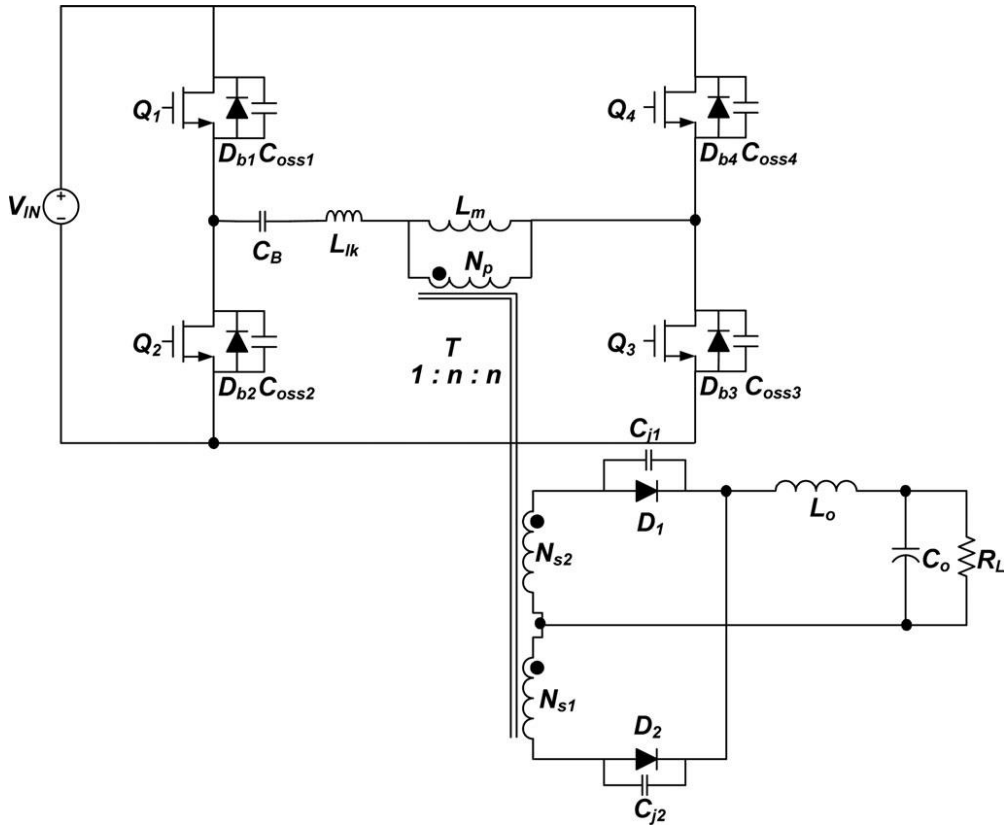 Q1
Db1 Coss1
Q4
Db4 Coss4
VIN
+
–
CB
Llk
Lm
Np
Q2
Db2 Coss2
T
1 : n : n
Q3
Db3 Coss3
Cj1
D1
Lo
Ns2
Co
RL
Ns1
D2
Cj2